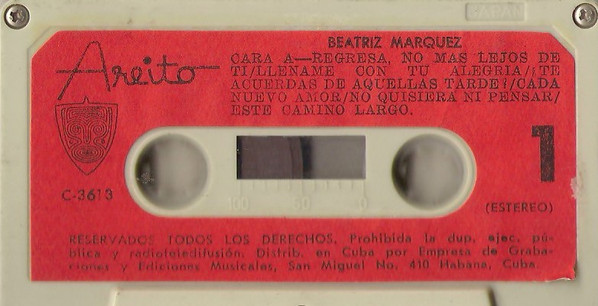 BEATRIZ MARQUEZ
Areito
CARA A—REGRESA, NO MAS LEJOS DE
TI/LLENAME CON TU ALEGRIA/¿TE
ACUERDAS DE AQUELLAS TARDE?/CADA
NUEVO AMOR/NO QUISIERA NI PENSAR/
ESTE CAMINO LARGO.
1
C-3613
100 50 0
(ESTEREO)
RESERVADOS TODOS LOS DERECHOS, Prohibida la dup. ejec. pú-
blica y radioteledifusión. Distrib. en Cuba por Empresa de Graba-
ciones y Ediciones Musicales, San Miguel No. 410 Habana, Cuba.